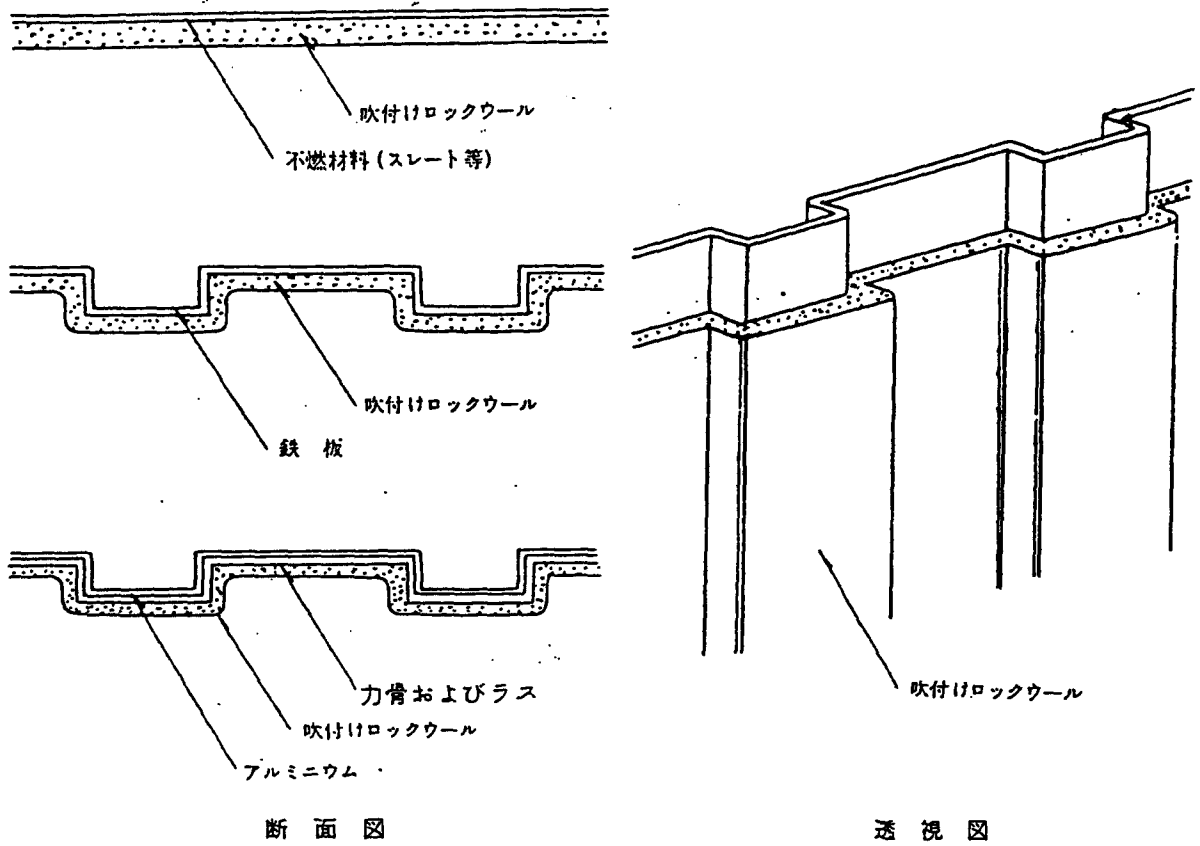 吹付けロックウール
不燃材料(スレート等)
吹付けロックウール
鉄板
力骨およびラス
吹付けロックウール
アルミニウム
断面図
吹付けロックウール
透視図